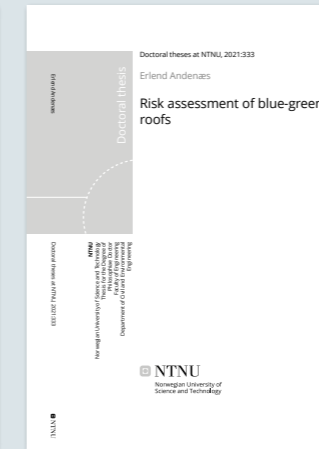 Doctoral theses at NTNU, 2021:333
Erlend Andenæs
Risk assessment of blue-green
roofs
Erlend Andenæs
Doctoral thesis
Doctoral theses at NTNU, 2021:333
NTNU
Norwegian University of Science and Technology
Thesis for the Degree of
Philosophiae Doctor
Faculty of Engineering
Department of Civil and Environmental
Engineering
NTNU
NTNU
Norwegian University of
Science and Technology